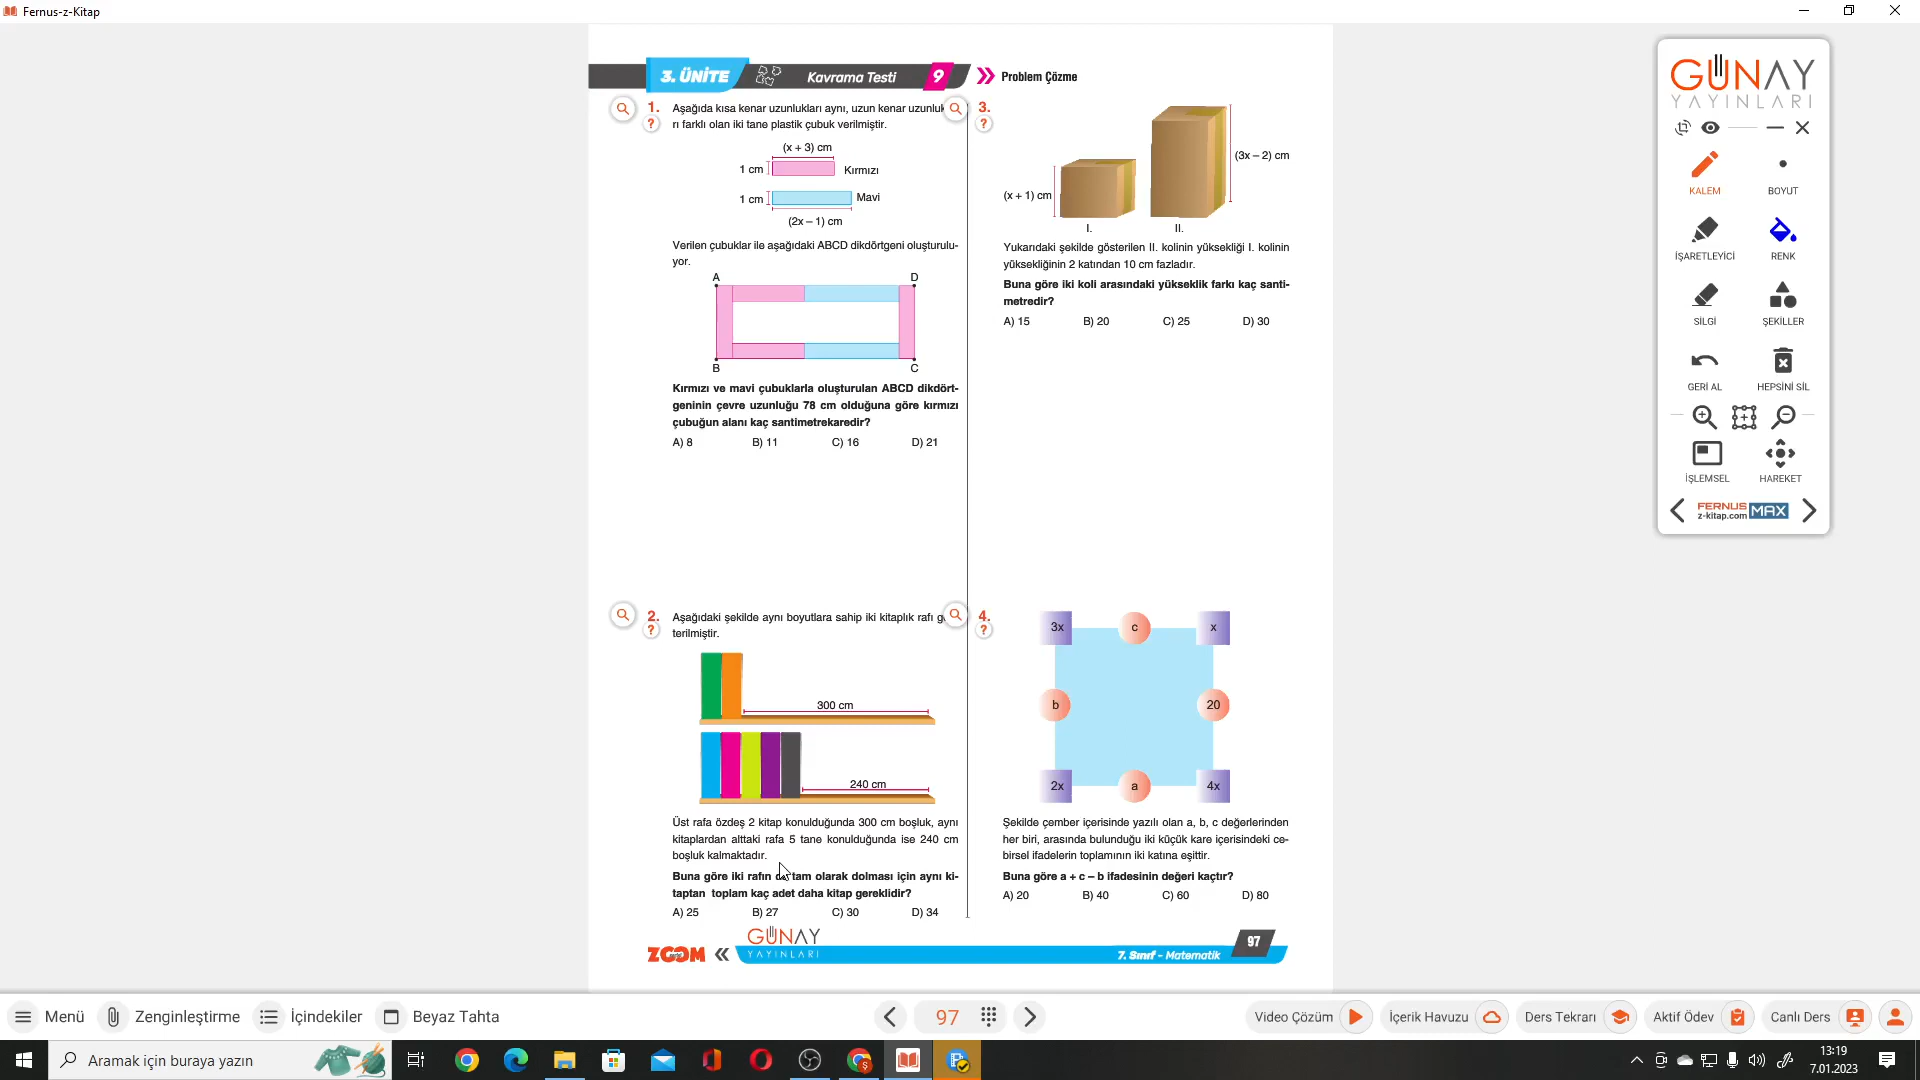 Fernus-z-Kitap
3. ÜNİTE
Kavrama Testi
9
Problem Çözme
1.
?
Aşağıda kısa kenar uzunlukları aynı, uzun kenar uzunluk
rı farklı olan iki tane plastik çubuk verilmiştir.
(x + 3) cm
1 cm
Kırmızı
1 cm
Mavi
(2x – 1) cm
Verilen çubuklar ile aşağıdaki ABCD dikdörtgeni oluşturulu-
yor.
A
D
B
C
Kırmızı ve mavi çubuklarla oluşturulan ABCD dikdört-
geninin çevre uzunluğu 78 cm olduğuna göre kırmızı
çubuğun alanı kaç santimetrekaredir?
A) 8 B) 11 C) 16 D) 21
2.
?
Aşağıdaki şekilde aynı boyutlara sahip iki kitaplık rafı
terilmiştir.
300 cm
240 cm
Üst rafa özdeş 2 kitap konulduğunda 300 cm boşluk, aynı
kitaplardan alttaki rafa 5 tane konulduğunda ise 240 cm
boşluk kalmaktadır.
Buna göre iki rafın tam olarak dolması için aynı ki-
taptan toplam kaç adet daha kitap gereklidir?
A) 25 B) 27 C) 30 D) 34
3.
?
(x + 1) cm
(3x – 2) cm
I.
II.
Yukarıdaki şekilde gösterilen II. kolinin yüksekliği I. kolinin
yüksekliğinin 2 katından 10 cm fazladır.
Buna göre iki koli arasındaki yükseklik farkı kaç santi-
metredir?
A) 15 B) 20 C) 25 D) 30
4.
?
3x
c
x
b
20
2x
a
4x
Şekilde çember içerisinde yazılı olan a, b, c değerlerinden
her biri, arasında bulunduğu iki küçük kare içerisindeki ce-
birsel ifadelerin toplamının iki katına eşittir.
Buna göre a + c – b ifadesinin değeri kaçtır?
A) 20 B) 40 C) 60 D) 80
ZOOM
GÜNAY
YAYINLARI
7. Sınıf - Matematik
97
GÜNAY
YAYINLARI
KALEM
BOYUT
İŞARETLEYİCİ
RENK
SİLGİ
ŞEKİLLER
GERİ AL
HEPSİNİ SİL
İŞLEMSEL
HAREKET
FERNUS
z-kitap.com
MAX
Menü
Zenginleştirme
İçindekiler
Beyaz Tahta
97
Video Çözüm
İçerik Havuzu
Ders Tekrarı
Aktif Ödev
Canlı Ders
Aramak için buraya yazın
13:19
7.01.2023